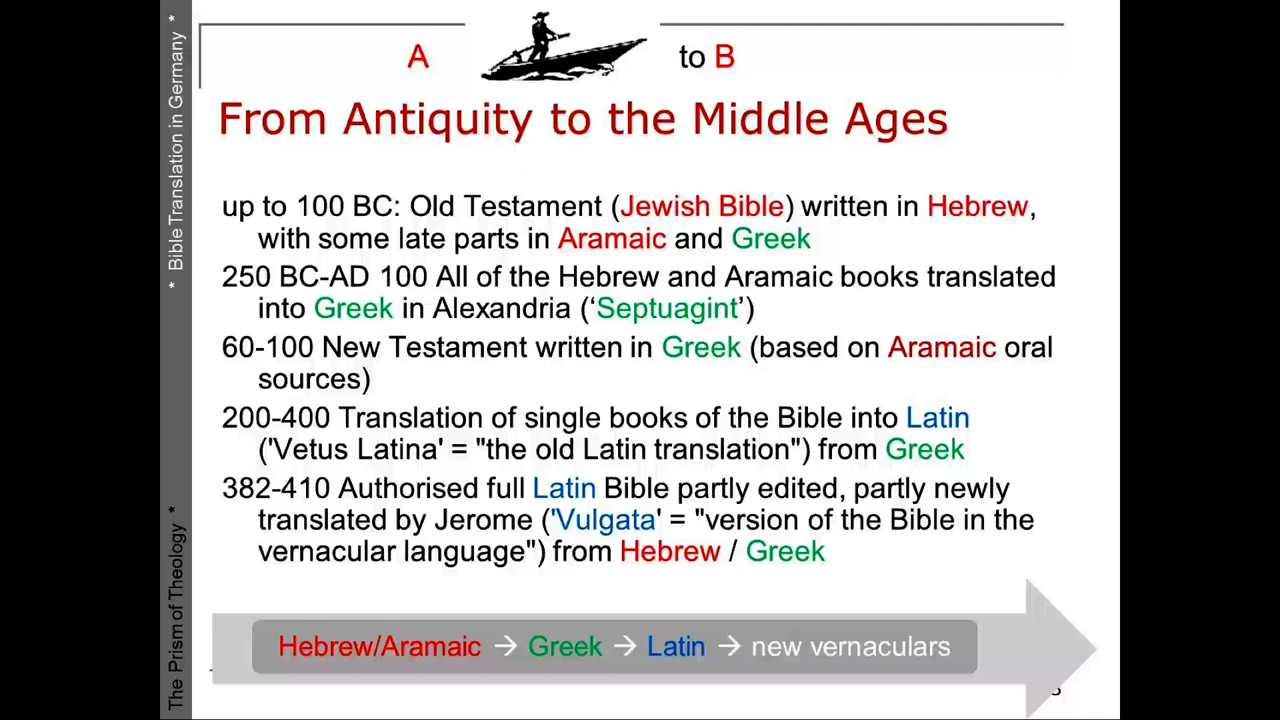 A to B
From Antiquity to the Middle Ages
up to 100 BC: Old Testament (Jewish Bible) written in Hebrew,
with some late parts in Aramaic and Greek
250 BC-AD 100 All of the Hebrew and Aramaic books translated
into Greek in Alexandria (‘Septuagint’)
60-100 New Testament written in Greek (based on Aramaic oral
sources)
200-400 Translation of single books of the Bible into Latin
('Vetus Latina' = "the old Latin translation") from Greek
382-410 Authorised full Latin Bible partly edited, partly newly
translated by Jerome ('Vulgata' = "version of the Bible in the
vernacular language") from Hebrew / Greek
Hebrew/Aramaic → Greek → Latin → new vernaculars
The Prism of Theology * * Bible Translation in Germany *